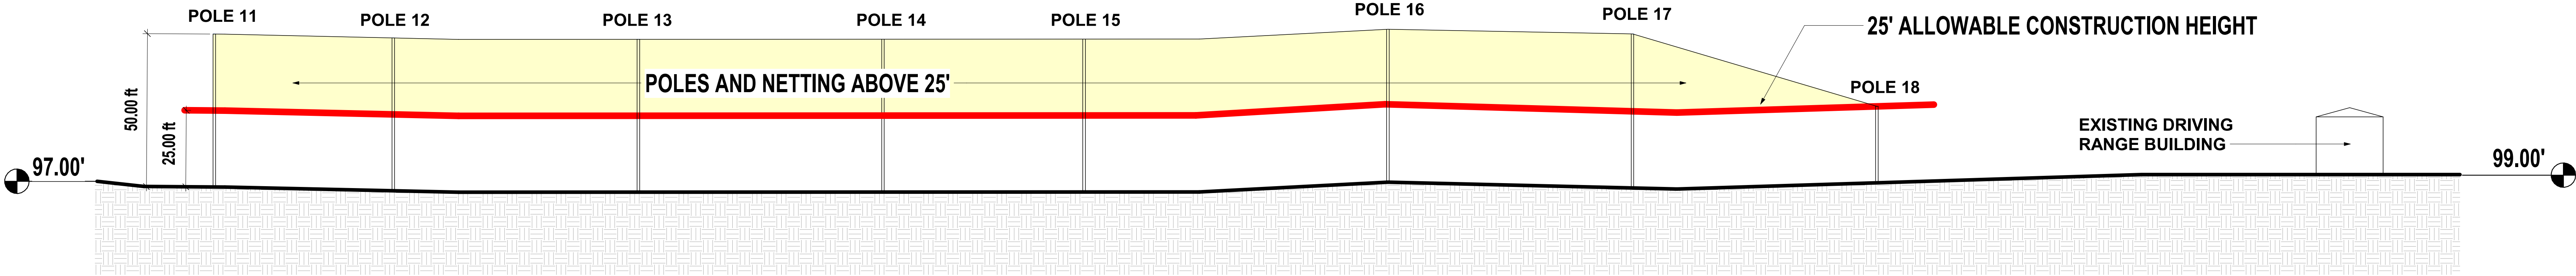 POLE 11
POLE 12
POLE 13
POLE 14
POLE 15
POLE 16
POLE 17
25' ALLOWABLE CONSTRUCTION HEIGHT
POLES AND NETTING ABOVE 25'
POLE 18
50.00 ft
25.00 ft
EXISTING DRIVING
RANGE BUILDING
97.00'
99.00'